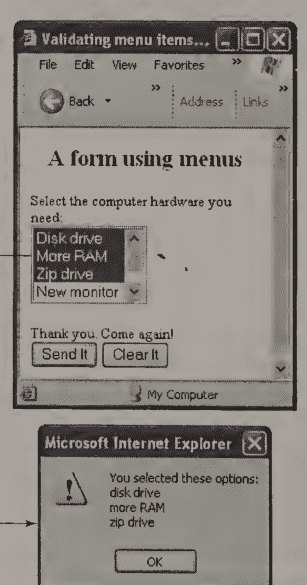 Validating menu items...
File Edit View Favorites »
Back » Address Links »
A form using menus
Select the computer hardware you
need:
Disk drive
More RAM
Zip drive
New monitor
Thank you. Come again!
Send It Clear It
My Computer
Microsoft Internet Explorer
You selected these options:
disk drive
more RAM
zip drive
OK